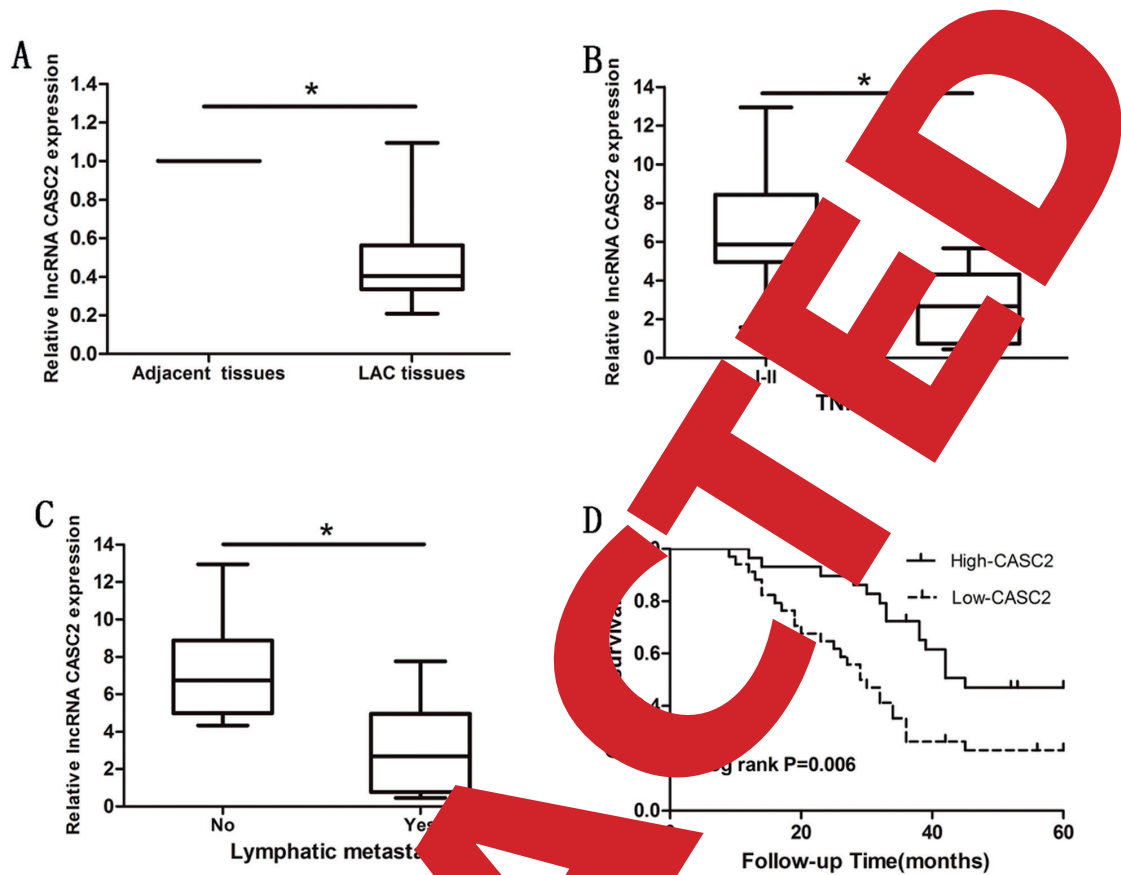 A
Relative lncRNA CASC2 expression
1.4
1.2
1.0
0.8
0.6
0.4
0.2
0.0
*
Adjacent tissues
LAC tissues
B
Relative lncRNA CASC2 expression
14
12
10
8
6
4
2
0
*
I-II
C
Relative lncRNA CASC2 expression
14
12
10
8
6
4
2
0
*
No
Yes
Lymphatic
D
0.8
0.6
0.0
High-CASC2
Low-CASC2
rank P=0.006
20
40
60
Follow-up Time(months)
ACTED